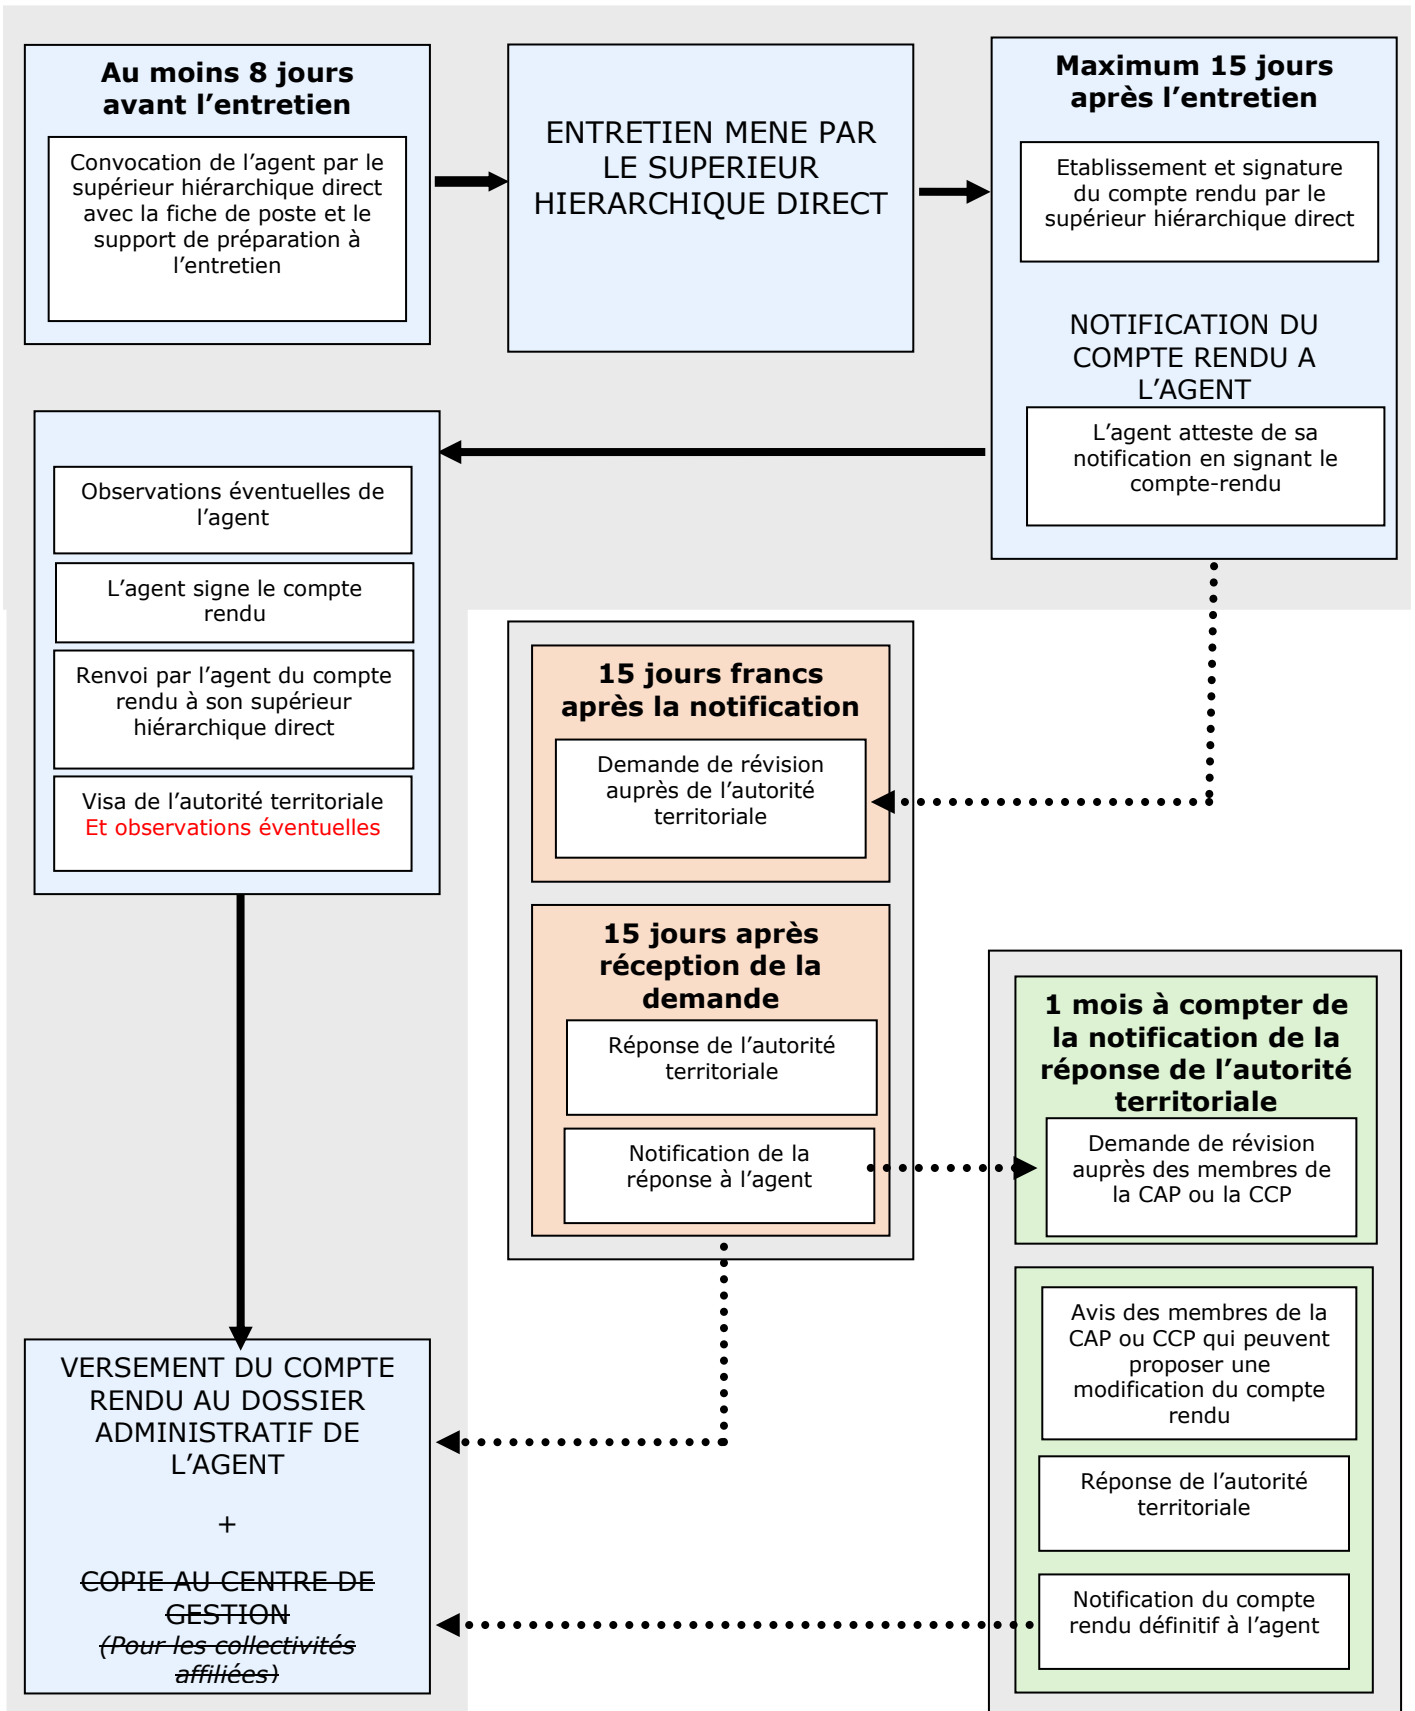 Au moins 8 jours
avant l’entretien
Convocation de l’agent par le
supérieur hiérarchique direct
avec la fiche de poste et le
support de préparation à
l’entretien
ENTRETIEN MENE PAR
LE SUPERIEUR
HIERARCHIQUE DIRECT
Maximum 15 jours
après l’entretien
Etablissement et signature
du compte rendu par le
supérieur hiérarchique direct
NOTIFICATION DU
COMPTE RENDU A
L’AGENT
L’agent atteste de sa
notification en signant le
compte-rendu
Observations éventuelles de
l’agent
L’agent signe le compte
rendu
Renvoi par l’agent du compte
rendu à son supérieur
hiérarchique direct
Visa de l’autorité territoriale
Et observations éventuelles
15 jours francs
après la notification
Demande de révision
auprès de l’autorité
territoriale
15 jours après
réception de la
demande
Réponse de l’autorité
territoriale
Notification de la
réponse à l’agent
1 mois à compter de
la notification de la
réponse de l’autorité
territoriale
Demande de révision
auprès des membres de
la CAP ou la CCP
Avis des membres de la
CAP ou CCP qui peuvent
proposer une
modification du compte
rendu
Réponse de l’autorité
territoriale
Notification du compte
rendu définitif à l’agent
VERSEMENT DU COMPTE
RENDU AU DOSSIER
ADMINISTRATIF DE
L’AGENT
+
COPIE AU CENTRE DE
GESTION
(Pour les collectivités
affiliées)